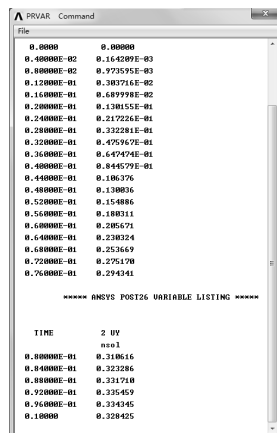 PRVAR Command
File
0.0000 0.00000
0.40000E-02 0.164209E-03
0.80000E-02 0.973595E-03
0.12000E-01 0.303716E-02
0.16000E-01 0.689998E-02
0.20000E-01 0.130155E-01
0.24000E-01 0.217226E-01
0.28000E-01 0.332281E-01
0.32000E-01 0.475967E-01
0.36000E-01 0.647474E-01
0.40000E-01 0.844579E-01
0.44000E-01 0.106376
0.48000E-01 0.130036
0.52000E-01 0.154886
0.56000E-01 0.180311
0.60000E-01 0.205671
0.64000E-01 0.230324
0.68000E-01 0.253669
0.72000E-01 0.275170
0.76000E-01 0.294341
***** ANSYS POST26 VARIABLE LISTING *****
TIME 2 UY
nsol
0.80000E-01 0.310616
0.84000E-01 0.323286
0.88000E-01 0.331710
0.92000E-01 0.335459
0.96000E-01 0.334345
0.10000 0.328425